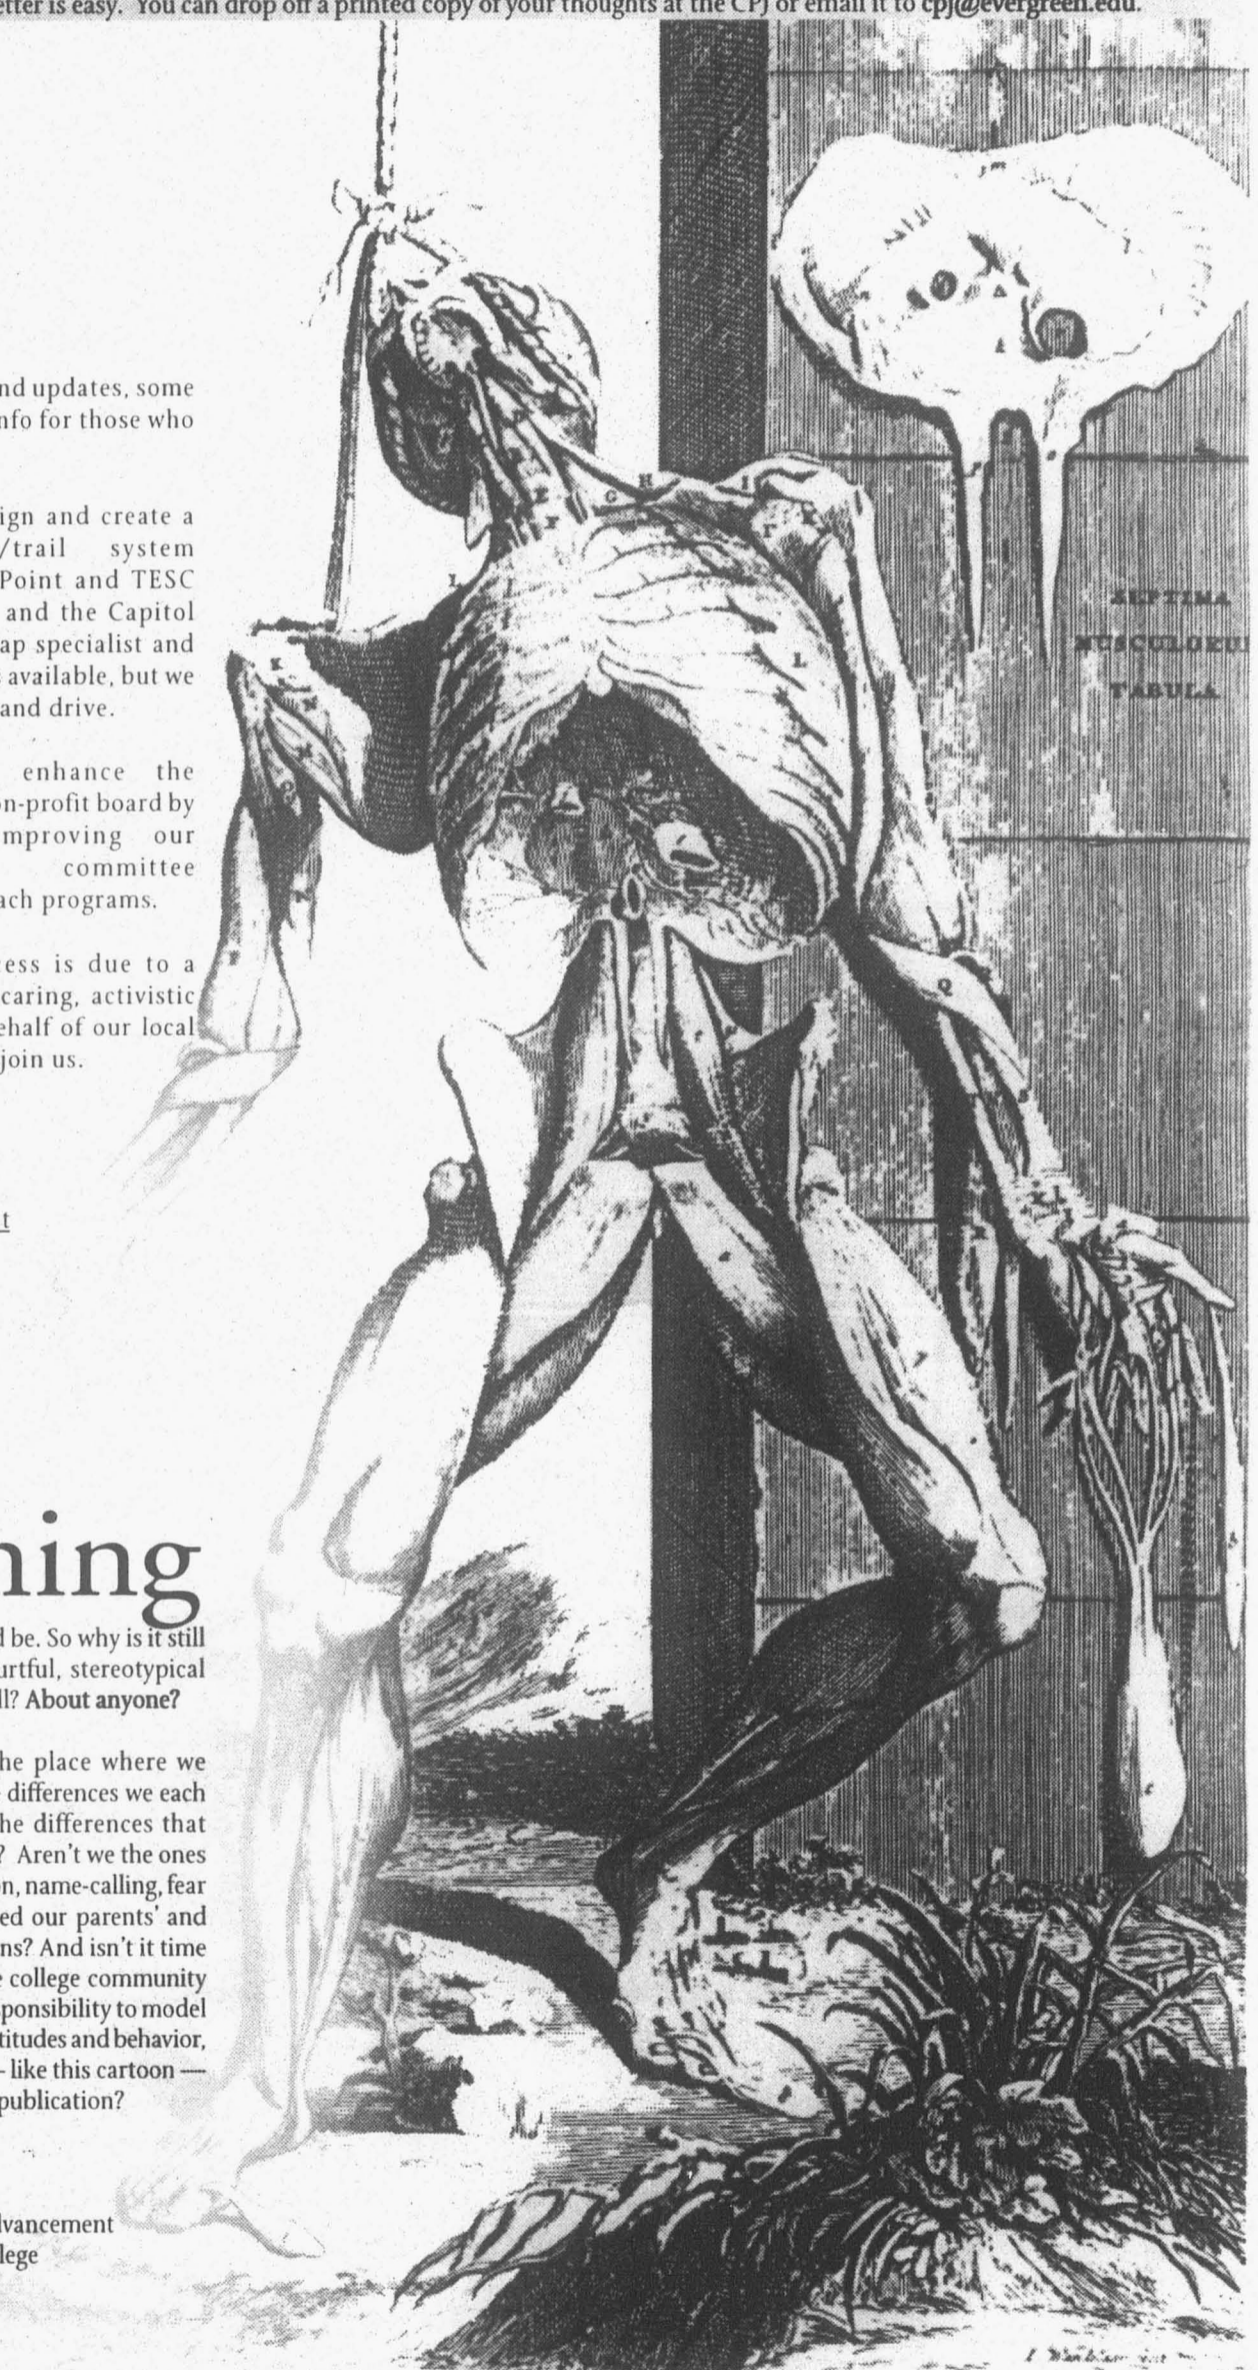 etter is easy. You can drop off a printed copy of your thoughts at the CPJ or email it to cpj@evergreen.edu.
nd updates, some
nfo for those who
ign and create a
/trail system
Point and TESC
and the Capitol
ap specialist and
available, but we
and drive.
enhance the
on-profit board by
mproving our
committee
ach programs.
ess is due to a
caring, activistic
ehalf of our local
join us.
t
ning
d be. So why is it still
urtful, stereotypical
ll? About anyone?
he place where we
differences we each
he differences that
? Aren't we the ones
n, name-calling, fear
ed our parents' and
ns? And isn't it time
e college community
sponsibility to model
titudes and behavior,
- like this cartoon —
publication?
dvancement
lege
SEPTIMA
MUSCULORUM
TABULA
E
F
G
H
I
K
L
L
K
N
Q